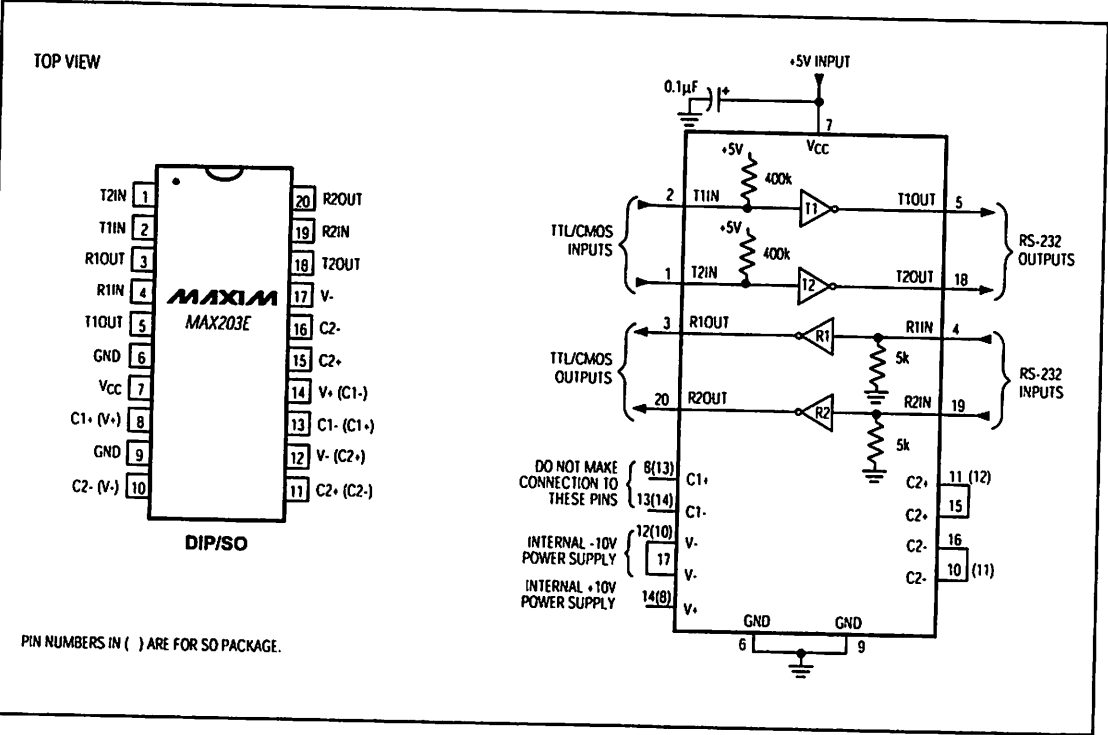 TOP VIEW
T2IN 1
T1IN 2
R1OUT 3
R1IN 4
T1OUT 5
GND 6
VCC 7
C1+ (V+) 8
GND 9
C2- (V-) 10
MAXIM
MAX203E
20 R2OUT
19 R2IN
18 T2OUT
17 V-
16 C2-
15 C2+
14 V+ (C1-)
13 C1- (C1+)
12 V- (C2+)
11 C2+ (C2-)
DIP/SO
PIN NUMBERS IN ( ) ARE FOR SO PACKAGE.
+5V INPUT
0.1µF
+
7
VCC
+5V
400k
2 T1IN
T1
T1OUT 5
TTL/CMOS
INPUTS
+5V
400k
RS-232
OUTPUTS
1 T2IN
T2
T2OUT 18
3 R1OUT
R1
R1IN 4
5k
TTL/CMOS
OUTPUTS
RS-232
INPUTS
20 R2OUT
R2
R2IN 19
5k
DO NOT MAKE
CONNECTION TO
THESE PINS
8(13)
C1+
13(14)
C1-
INTERNAL -10V
POWER SUPPLY
12(10)
V-
17
V-
INTERNAL +10V
POWER SUPPLY
14(8)
V+
C2+ 11 (12)
C2+ 15
C2- 16
C2- 10 (11)
GND
6
GND
9